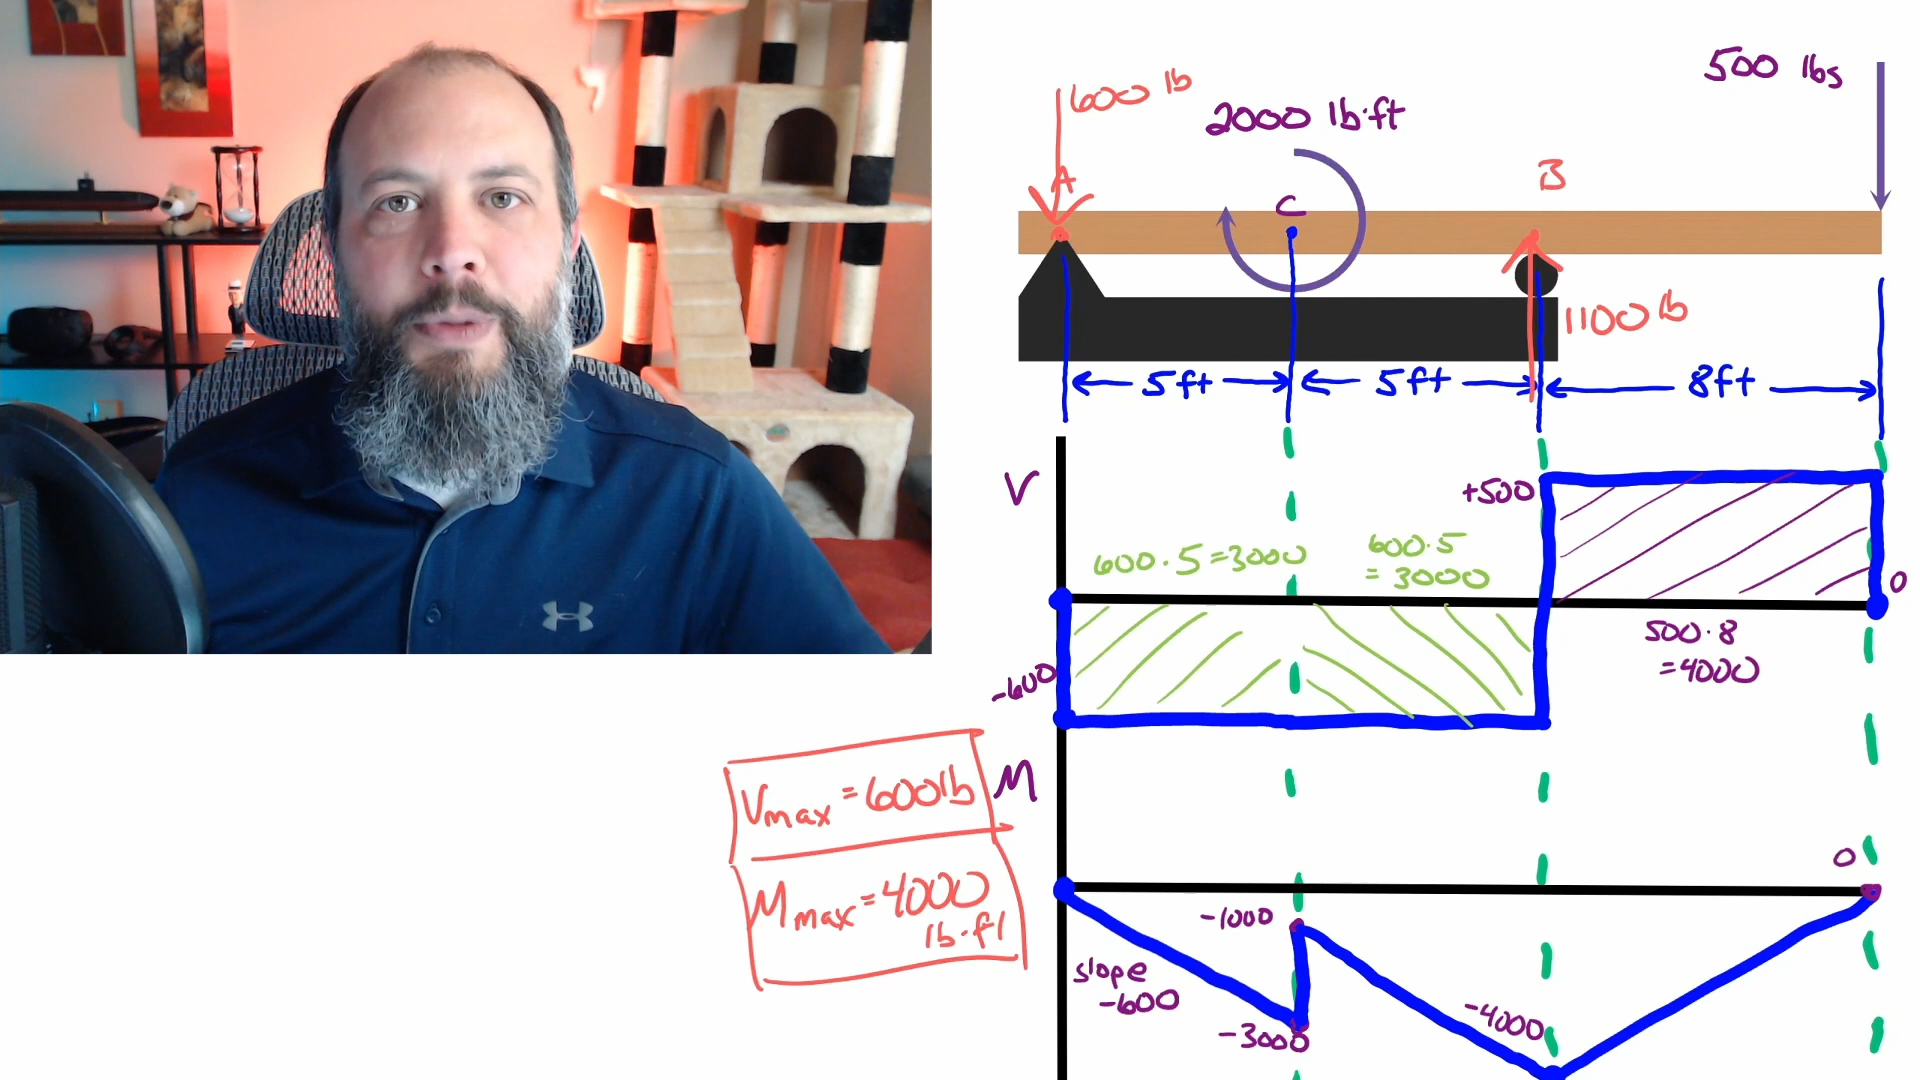 600 lb
2000 lb·ft
500 lbs
A
C
B
1100 lb
5ft
5ft
8ft
V
+500
600·5=3000
600·5
=3000
0
-600
500·8
=4000
Vmax=600lb
Mmax=4000
lb·ft
M
0
-1000
slope
-600
-3000
-4000